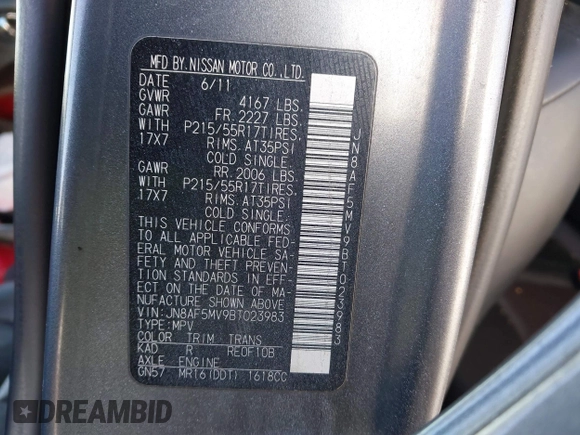 MFD BY.NISSAN MOTOR CO.,LTD.
DATE 6/11
GVWR 4167 LBS.
GAWR FR. 2227 LBS.
WITH P215/55R17TIRES.
17X7 RIMS. AT35PSI
COLD SINGLE.
GAWR RR. 2006 LBS.
WITH P215/55R17TIRES.
17X7 RIMS. AT35PSI
COLD SINGLE.
THIS VEHICLE CONFORMS
TO ALL APPLICABLE FED-
ERAL MOTOR VEHICLE SA-
FETY AND THEFT PREVEN-
TION STANDARDS IN EFF-
ECT ON THE DATE OF MA-
NUFACTURE SHOWN ABOVE
VIN:JN8AF5MV9BT023983
TYPE:MPV
COLOR TRIM TRANS
KAD R RE0F10B
AXLE ENGINE
GN57 MR16(DDT) 1618CC
JN8AF5MV9BT023983
DREAMBID